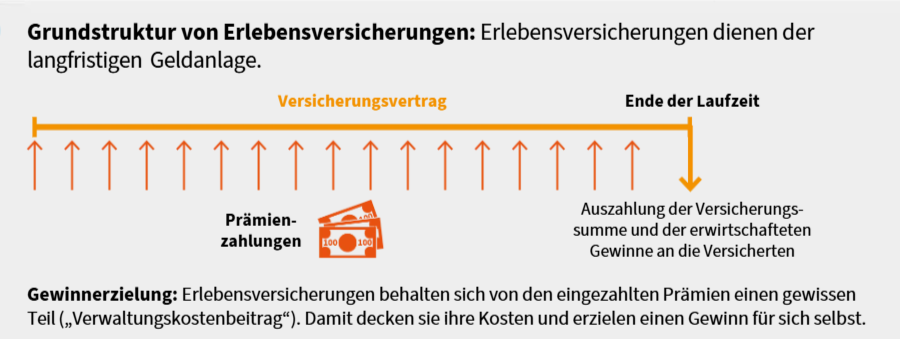 Grundstruktur von Erlebensversicherungen: Erlebensversicherungen dienen der
langfristigen Geldanlage.
Versicherungsvertrag
Ende der Laufzeit
Prämien-
zahlungen
100
100
100
Auszahlung der Versicherungs-
summe und der erwirtschafteten
Gewinne an die Versicherten
Gewinnerzielung: Erlebensversicherungen behalten sich von den eingezahlten Prämien einen gewissen
Teil („Verwaltungskostenbeitrag“). Damit decken sie ihre Kosten und erzielen einen Gewinn für sich selbst.